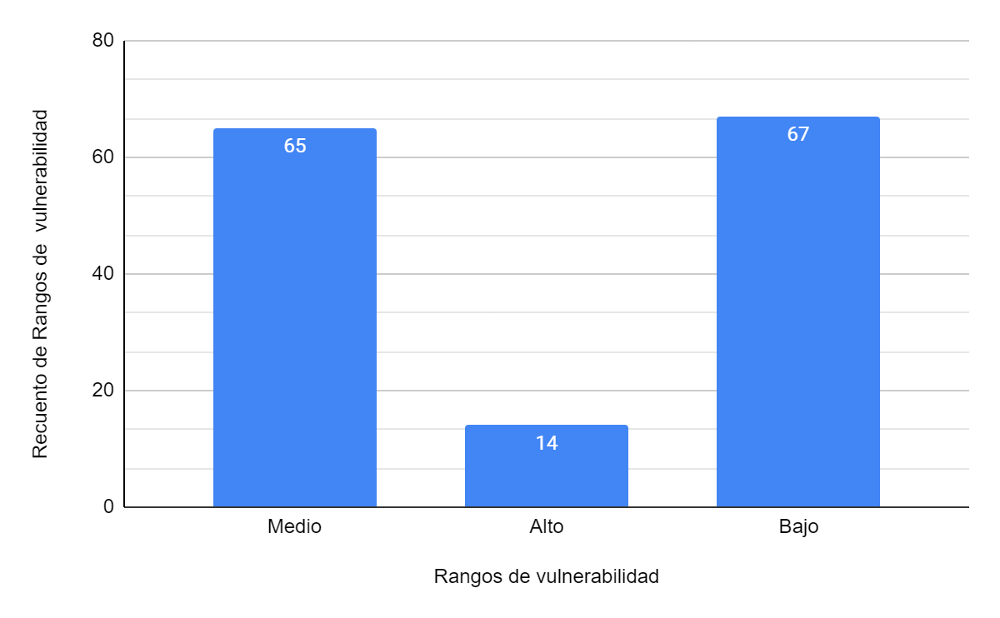 80
60
40
20
0
Recuento de Rangos de  vulnerabilidad
65
14
67
Medio
Alto
Bajo
Rangos de vulnerabilidad